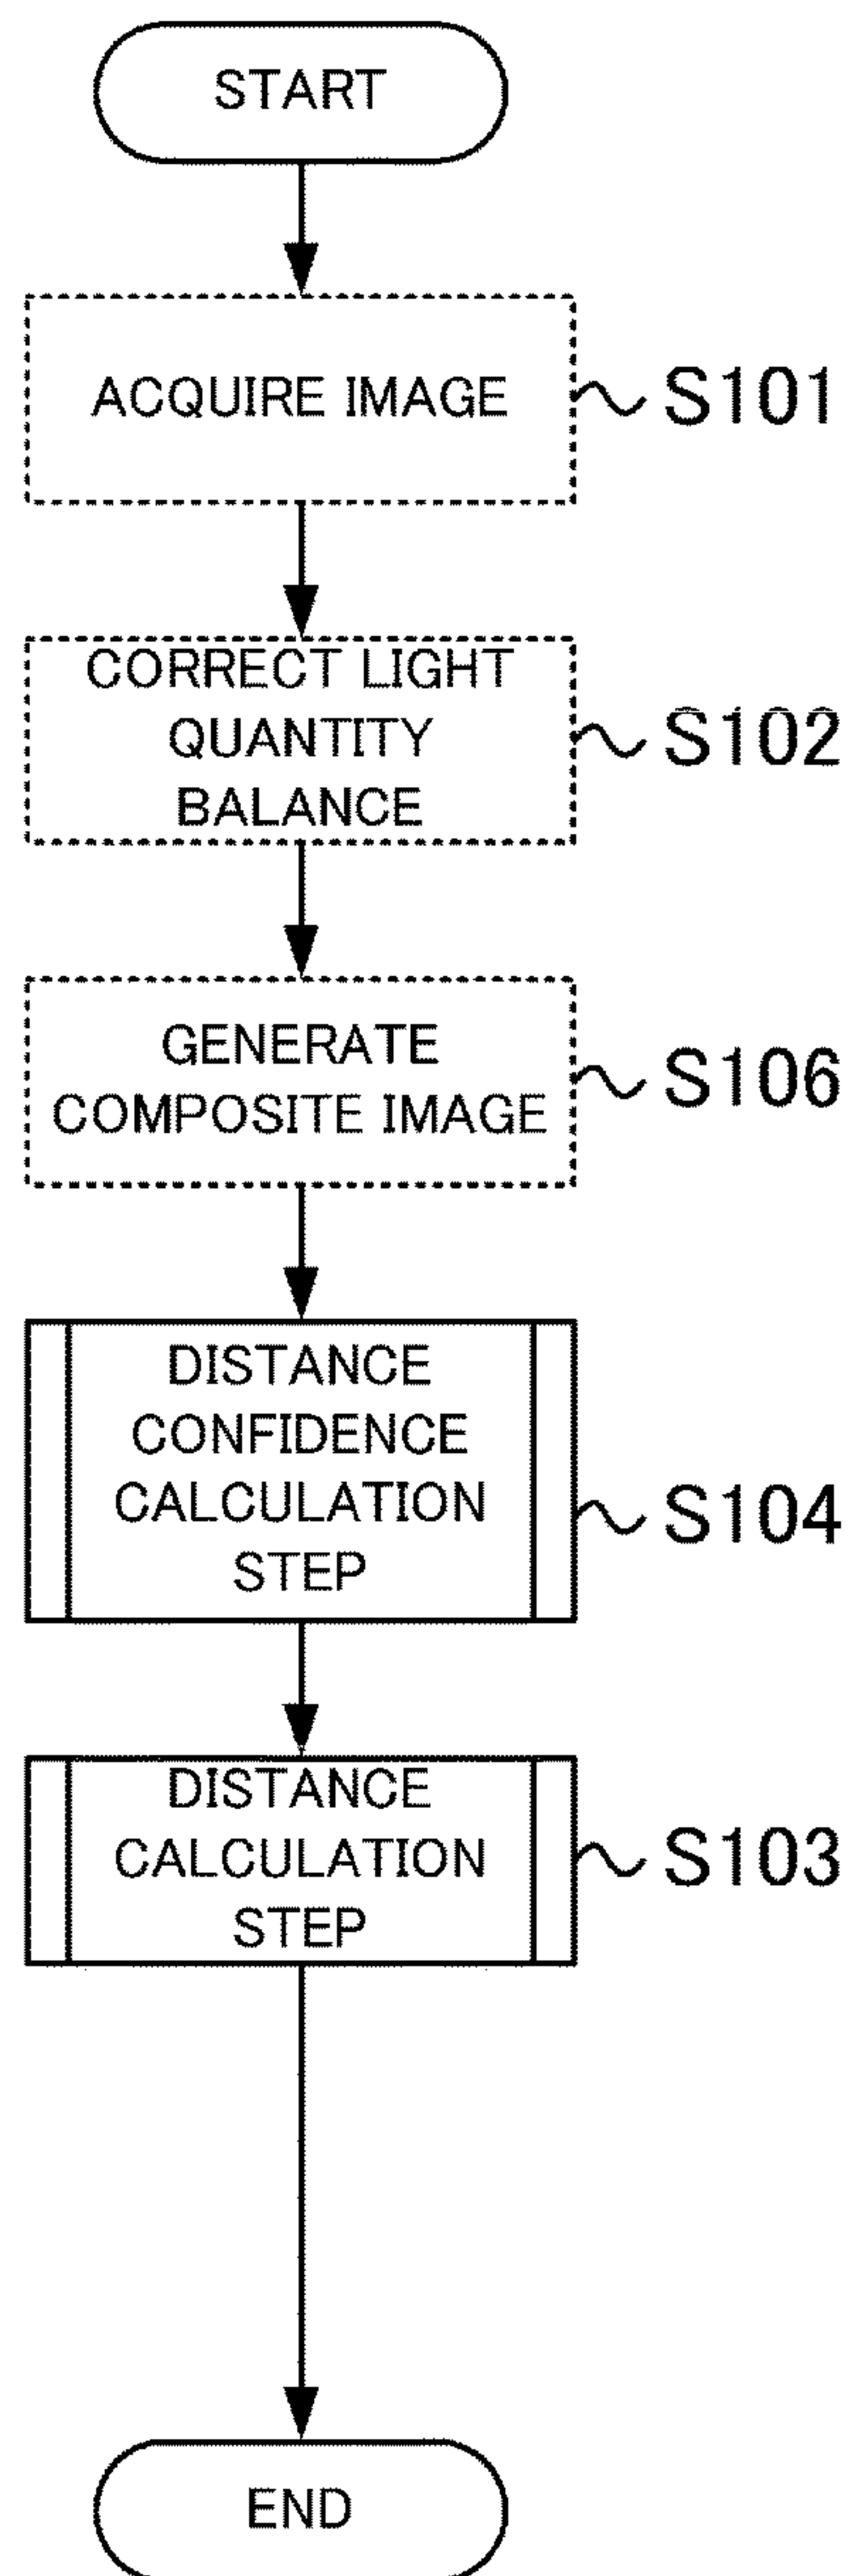 START
ACQUIRE IMAGE
S101
CORRECT LIGHT
QUANTITY
BALANCE
S102
GENERATE
COMPOSITE IMAGE
S106
DISTANCE
CONFIDENCE
CALCULATION
STEP
S104
DISTANCE
CALCULATION
STEP
S103
END